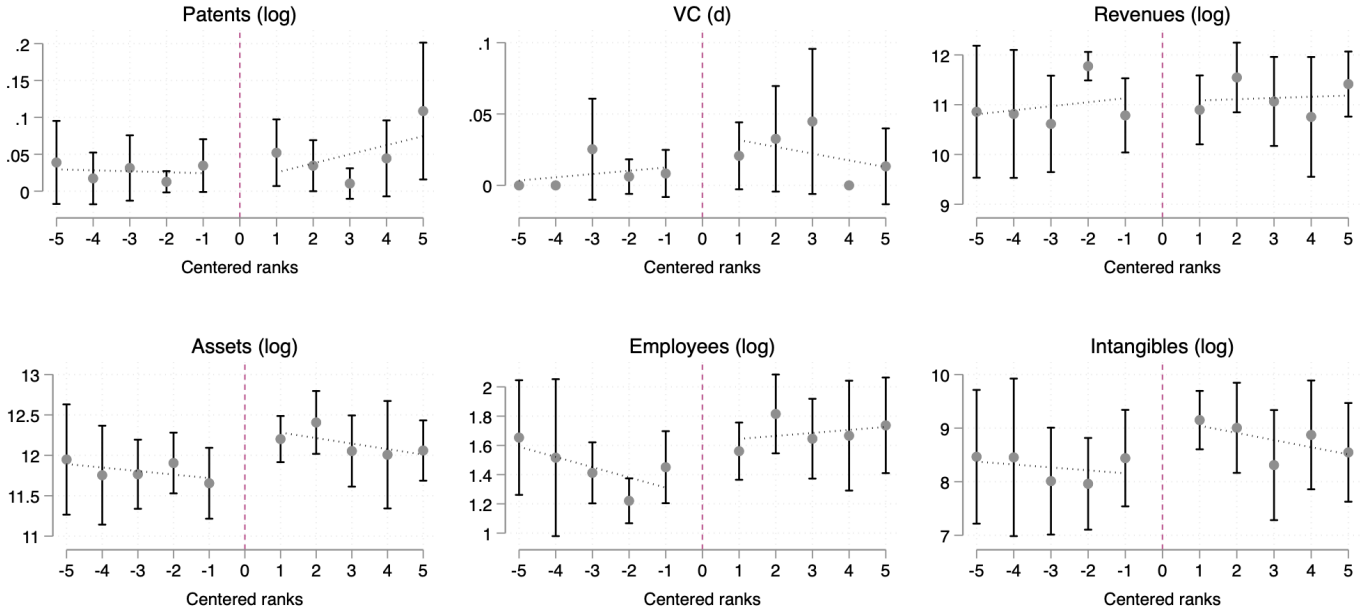 Patents (log)
.2
.15
.1
.05
0
-5 -4 -3 -2 -1 0 1 2 3 4 5
Centered ranks
VC (d)
.1
.05
0
-5 -4 -3 -2 -1 0 1 2 3 4 5
Centered ranks
Revenues (log)
12
11
10
9
-5 -4 -3 -2 -1 0 1 2 3 4 5
Centered ranks
Assets (log)
13
12.5
12
11.5
11
-5 -4 -3 -2 -1 0 1 2 3 4 5
Centered ranks
Employees (log)
2
1.8
1.6
1.4
1.2
1
-5 -4 -3 -2 -1 0 1 2 3 4 5
Centered ranks
Intangibles (log)
10
9
8
7
-5 -4 -3 -2 -1 0 1 2 3 4 5
Centered ranks